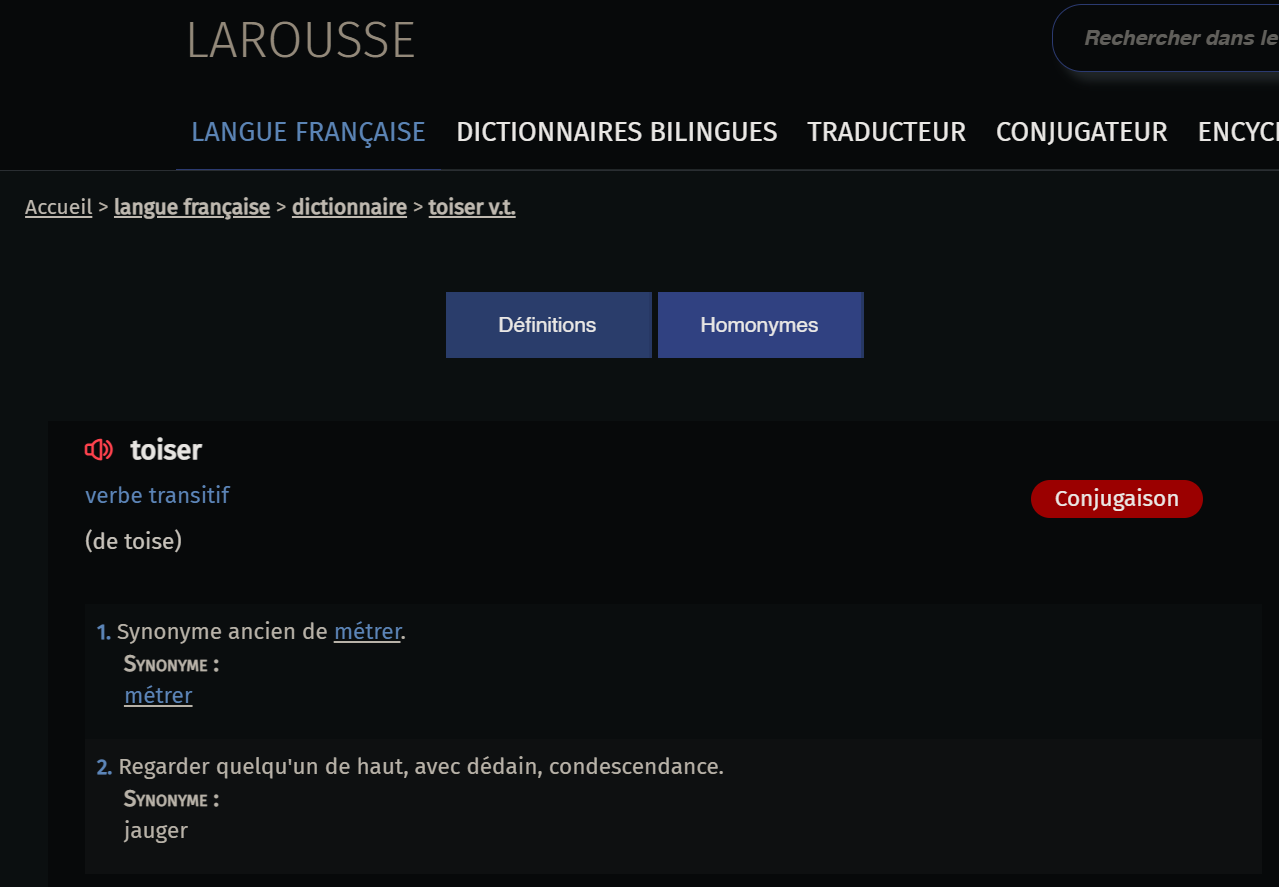 LAROUSSE
Rechercher dans le
LANGUE FRANÇAISE DICTIONNAIRES BILINGUES TRADUCTEUR CONJUGATEUR ENCYCL
Accueil > langue française > dictionnaire > toiser v.t.
Définitions Homonymes
toiser
verbe transitif
Conjugaison
(de toise)
1. Synonyme ancien de métrer.
Synonyme :
métrer
2. Regarder quelqu'un de haut, avec dédain, condescendance.
Synonyme :
jauger